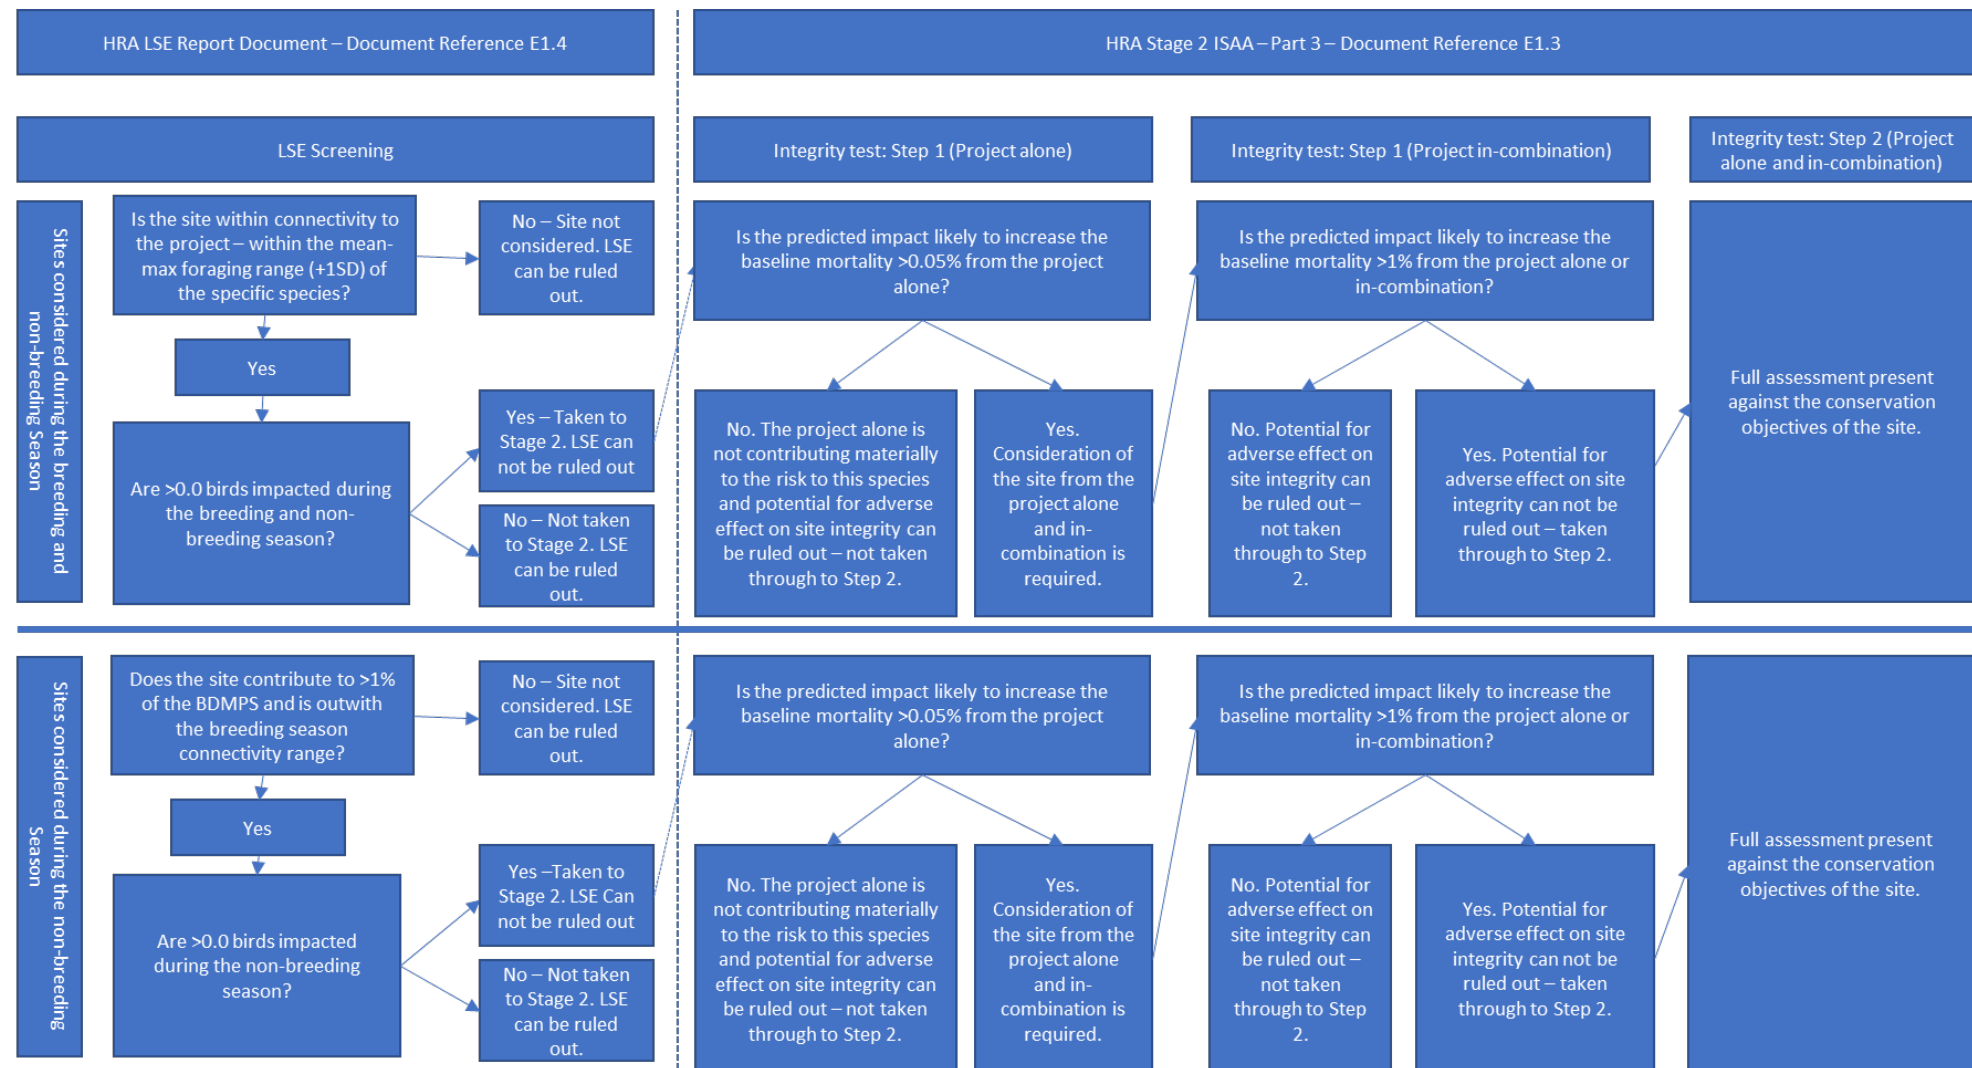 HRA LSE Report Document – Document Reference E1.4
HRA Stage 2 ISAA – Part 3 – Document Reference E1.3
LSE Screening
Integrity test: Step 1 (Project alone)
Integrity test: Step 1 (Project in-combination)
Integrity test: Step 2 (Project
alone and in-combination)
Sites considered during the breeding and
non-breeding Season
Is the site within connectivity to
the project – within the mean-
max foraging range (+1SD) of
the specific species?
No – Site not
considered. LSE
can be ruled
out.
Yes
Are >0.0 birds impacted during
the breeding and non-
breeding season?
Yes – Taken to
Stage 2. LSE can
not be ruled out
No – Not taken
to Stage 2. LSE
can be ruled
out.
Is the predicted impact likely to increase the
baseline mortality >0.05% from the project
alone?
No. The project alone is
not contributing materially
to the risk to this species
and potential for adverse
effect on site integrity can
be ruled out – not taken
through to Step 2.
Yes.
Consideration of
the site from the
project alone
and in-
combination is
required.
Is the predicted impact likely to increase the
baseline mortality >1% from the project alone or
in-combination?
No. Potential for
adverse effect on
site integrity can
be ruled out –
not taken
through to Step
2.
Yes. Potential for
adverse effect on site
integrity can not be
ruled out – taken
through to Step 2.
Full assessment present
against the conservation
objectives of the site.
Sites considered during the non-breeding
Season
Does the site contribute to >1%
of the BDMPS and is outwith
the breeding season
connectivity range?
No – Site not
considered. LSE
can be ruled
out.
Yes
Are >0.0 birds impacted
during the non-breeding
season?
Yes –Taken to
Stage 2. LSE Can
not be ruled out
No – Not taken
to Stage 2. LSE
can be ruled
out.
Is the predicted impact likely to increase the
baseline mortality >0.05% from the project
alone?
No. The project alone is
not contributing materially
to the risk to this species
and potential for adverse
effect on site integrity can
be ruled out – not taken
through to Step 2.
Yes.
Consideration of
the site from the
project alone
and in-
combination is
required.
Is the predicted impact likely to increase the
baseline mortality >1% from the project alone or
in-combination?
No. Potential for
adverse effect on
site integrity can
be ruled out –
not taken
through to Step
2.
Yes. Potential for
adverse effect on site
integrity can not be
ruled out – taken
through to Step 2.
Full assessment present
against the conservation
objectives of the site.